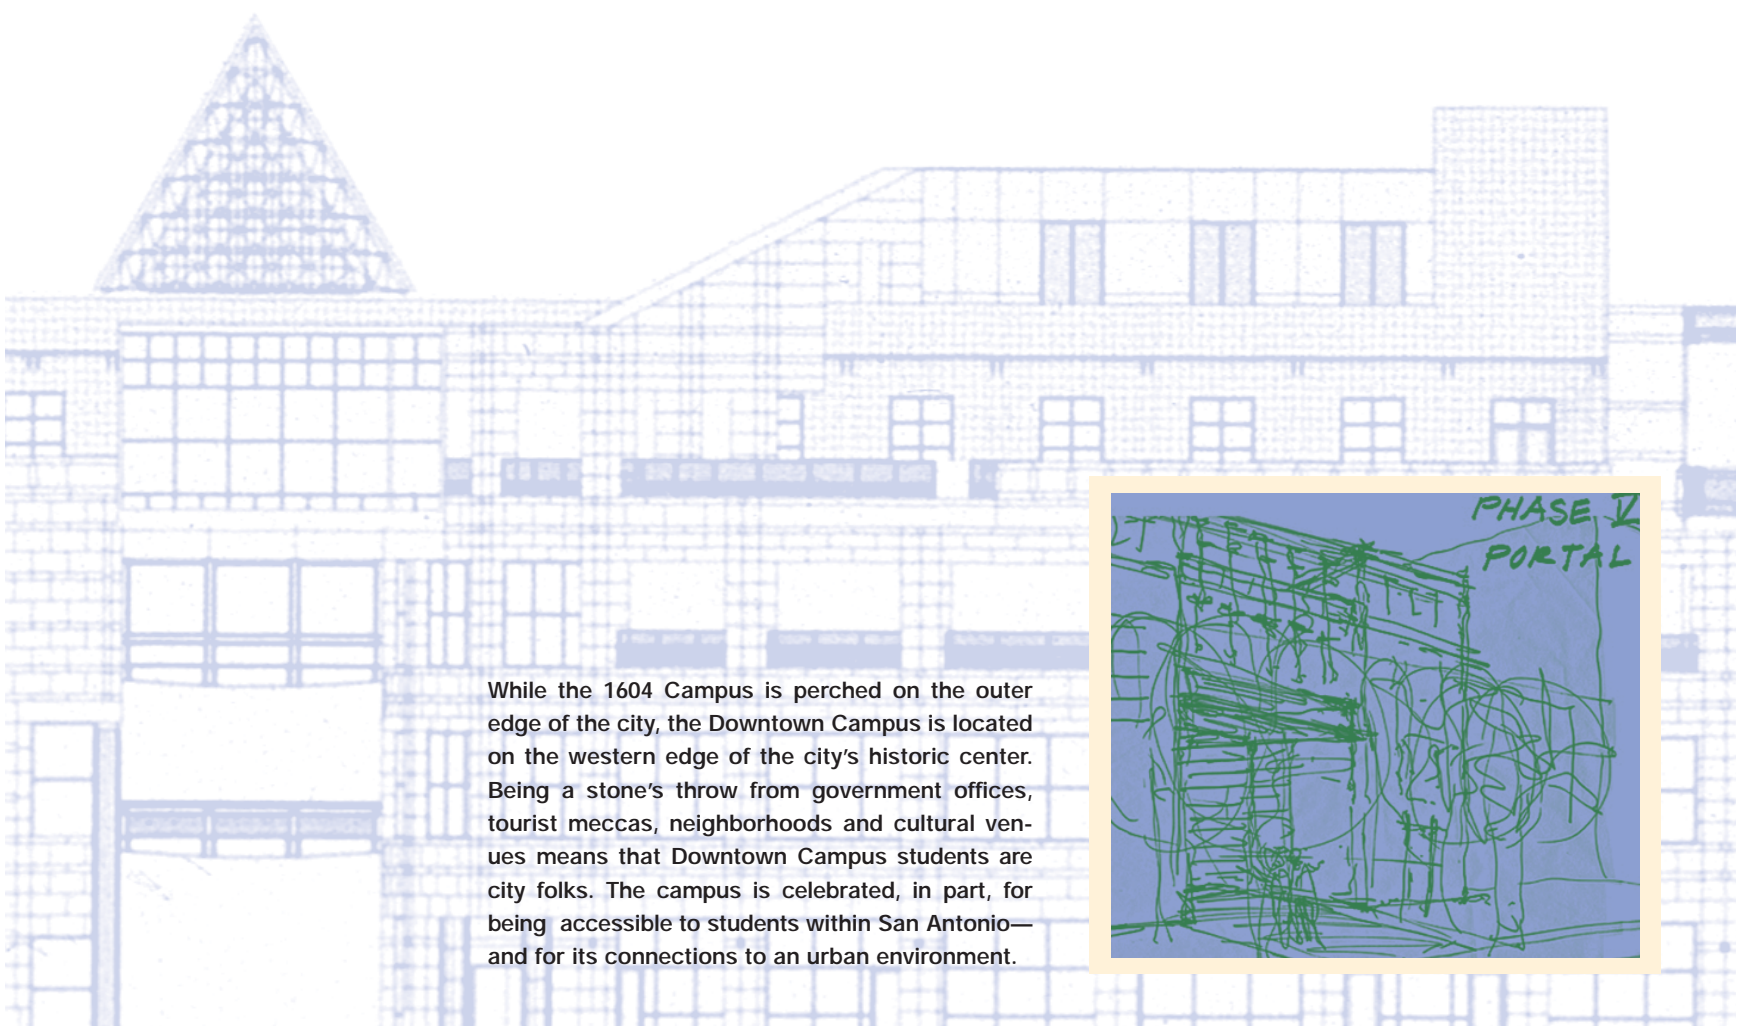 While the 1604 Campus is perched on the outer
edge of the city, the Downtown Campus is located
on the western edge of the city’s historic center.
Being a stone’s throw from government offices,
tourist meccas, neighborhoods and cultural ven-
ues means that Downtown Campus students are
city folks. The campus is celebrated, in part, for
being accessible to students within San Antonio—
and for its connections to an urban environment.
PHASE V
PORTAL